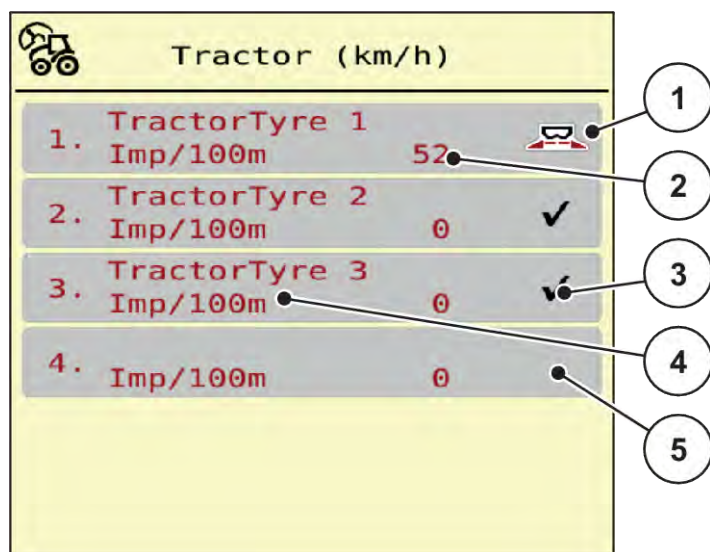 Tractor (km/h)
1. TractorTyre 1
Imp/100m 52
2. TractorTyre 2
Imp/100m 0
3. TractorTyre 3
Imp/100m 0
4.
Imp/100m 0
1
2
3
4
5